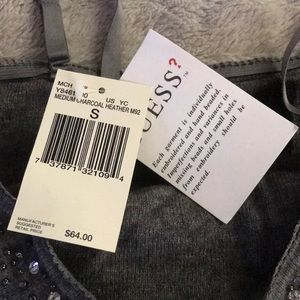 MCH
US YC
MEDIUM CHARCOAL HEATHER M92
S
7 37871 32109 4
MANUFACTURER'S
SUGGESTED
RETAIL PRICE
$64.00
UESS?
Each garment is individually
embroidered and hand beaded.
Imperfections and variances in
missing beads and small holes
from embroidery should be
expected.